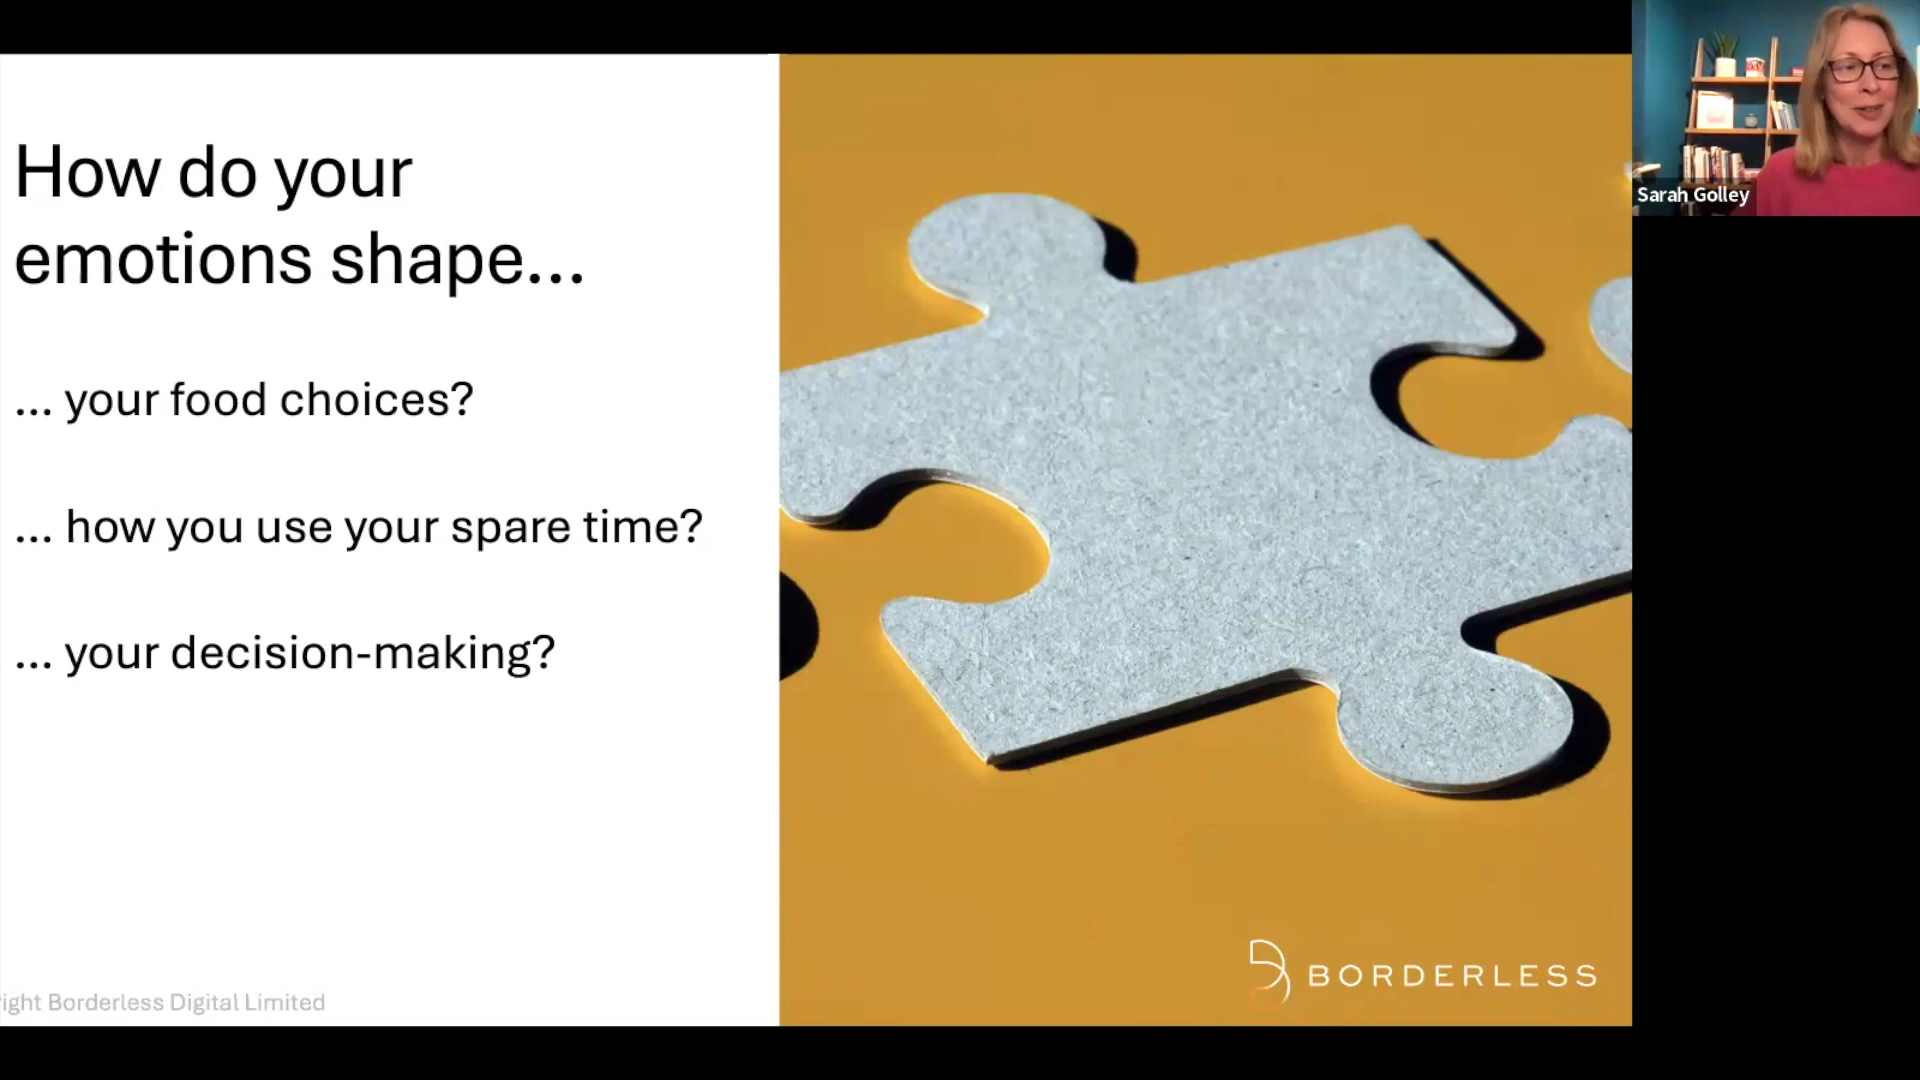 How do your
emotions shape...
... your food choices?
... how you use your spare time?
... your decision-making?
Borderless Digital Limited
BORDERLESS
Sarah Golley